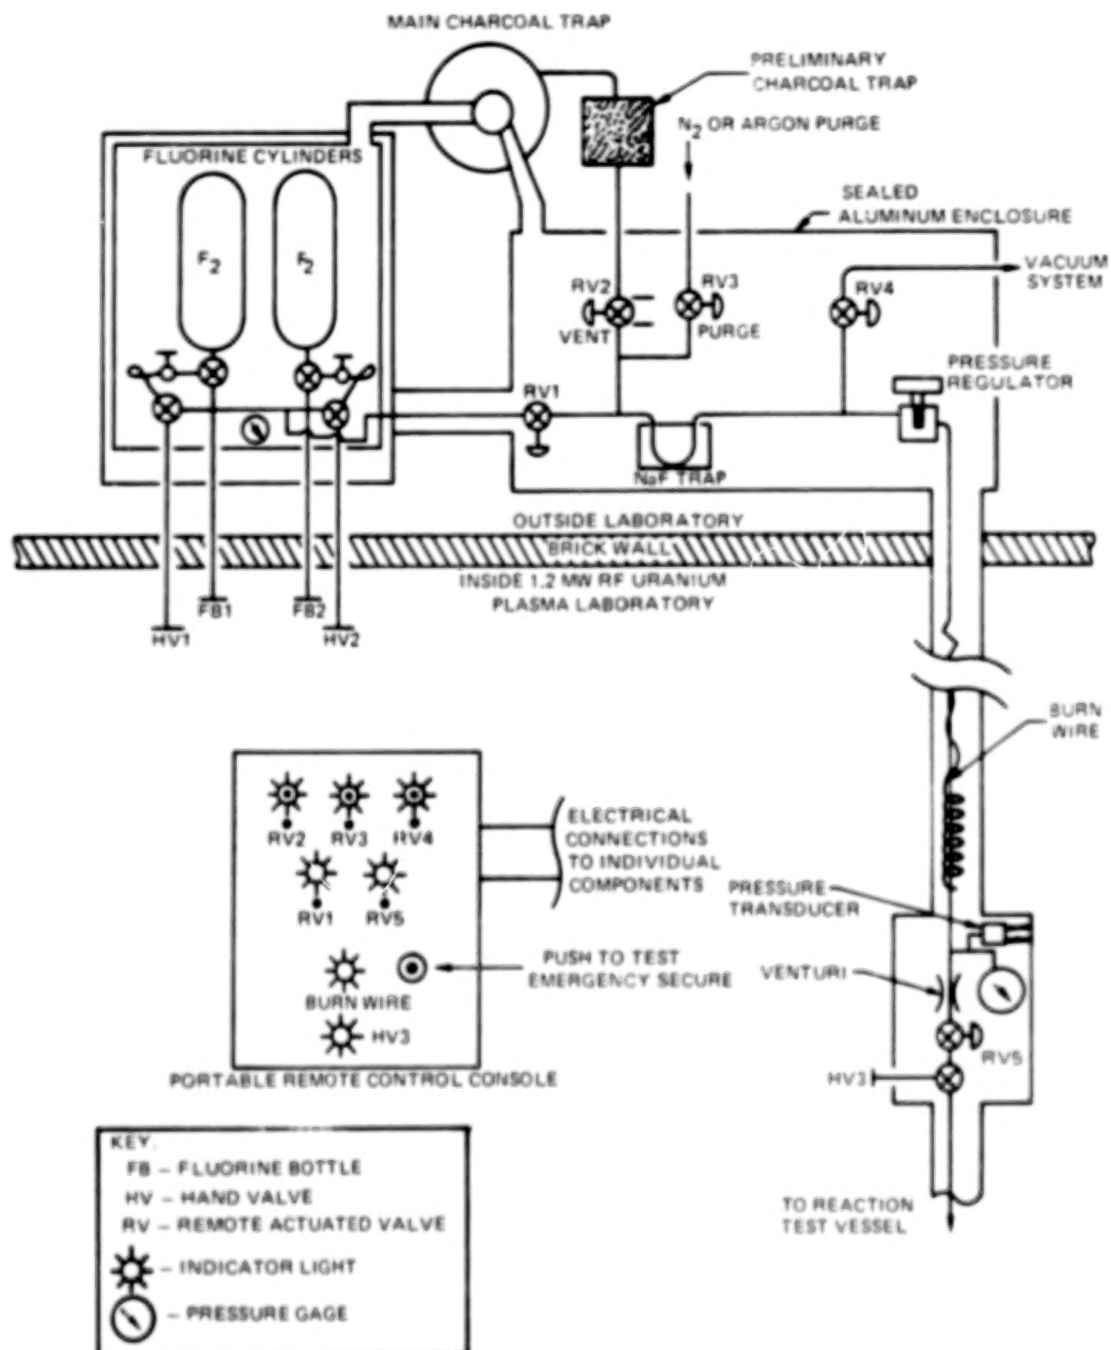 MAIN CHARCOAL TRAP
PRELIMINARY
CHARCOAL TRAP
N2 OR ARGON PURGE
FLUORINE CYLINDERS
SEALED
ALUMINUM ENCLOSURE
F2
F2
RV2
VENT
RV3
PURGE
RV4
VACUUM
SYSTEM
PRESSURE
REGULATOR
RV1
NaF TRAP
OUTSIDE LABORATORY
BRICK WALL
INSIDE 1.2 MW RF URANIUM
PLASMA LABORATORY
HV1
FB1
FB2
HV2
BURN
WIRE
RV2
RV3
RV4
RV1
RV5
ELECTRICAL
CONNECTIONS
TO INDIVIDUAL
COMPONENTS
PUSH TO TEST
EMERGENCY SECURE
BURN WIRE
HV3
PORTABLE REMOTE CONTROL CONSOLE
PRESSURE
TRANSDUCER
VENTURI
RV5
HV3
TO REACTION
TEST VESSEL
KEY:
FB – FLUORINE BOTTLE
HV – HAND VALVE
RV – REMOTE ACTUATED VALVE
– INDICATOR LIGHT
– PRESSURE GAGE